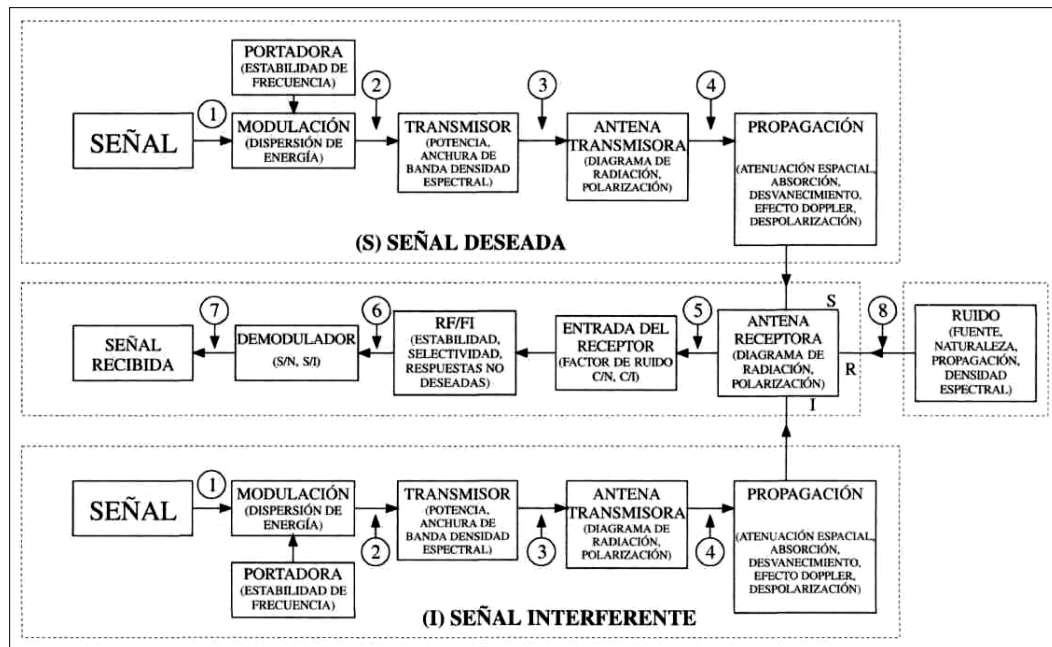 PORTADORA
(ESTABILIDAD DE
FRECUENCIA)
1
2
3
4
SEÑAL
MODULACIÓN
(DISPERSIÓN DE
ENERGÍA)
TRANSMISOR
(POTENCIA,
ANCHURA DE
BANDA DENSIDAD
ESPECTRAL)
ANTENA
TRANSMISORA
(DIAGRAMA DE
RADIACIÓN,
POLARIZACIÓN)
PROPAGACIÓN
(ATENUACIÓN ESPACIAL,
ABSORCIÓN,
DESVANECIMIENTO,
EFECTO DOPPLER,
DESPOLARIZACIÓN)
(S) SEÑAL DESEADA
7
6
5
S
8
SEÑAL
RECIBIDA
DEMODULADOR
(S/N, S/I)
RF/FI
(ESTABILIDAD,
SELECTIVIDAD,
RESPUESTAS NO
DESEADAS)
ENTRADA DEL
RECEPTOR
(FACTOR DE RUIDO
C/N, C/I)
ANTENA
RECEPTORA
(DIAGRAMA DE
RADIACIÓN,
POLARIZACIÓN)
R
I
RUIDO
(FUENTE,
NATURALEZA,
PROPAGACIÓN,
DENSIDAD
ESPECTRAL)
1
SEÑAL
MODULACIÓN
(DISPERSIÓN DE
ENERGÍA)
TRANSMISOR
(POTENCIA,
ANCHURA DE
BANDA DENSIDAD
ESPECTRAL)
ANTENA
TRANSMISORA
(DIAGRAMA DE
RADIACIÓN,
POLARIZACIÓN)
PROPAGACIÓN
(ATENUACIÓN ESPACIAL,
ABSORCIÓN,
DESVANECIMIENTO,
EFECTO DOPPLER,
DESPOLARIZACIÓN)
2
3
4
PORTADORA
(ESTABILIDAD DE
FRECUENCIA)
(I) SEÑAL INTERFERENTE